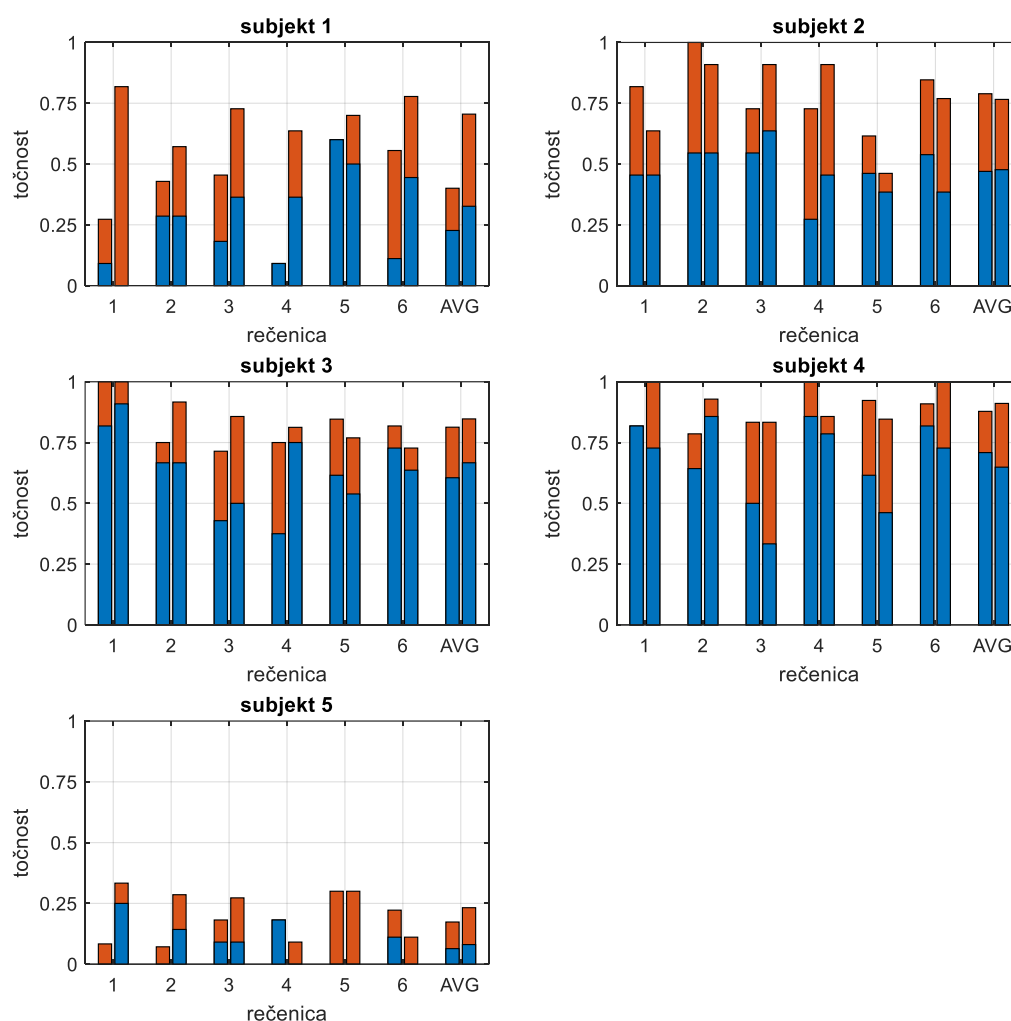 subjekt 1
1
0.75
0.5
0.25
0
točnost
1 2 3 4 5 6 AVG
rečenica
subjekt 2
1
0.75
0.5
0.25
0
točnost
1 2 3 4 5 6 AVG
rečenica
subjekt 3
1
0.75
0.5
0.25
0
točnost
1 2 3 4 5 6 AVG
rečenica
subjekt 4
1
0.75
0.5
0.25
0
točnost
1 2 3 4 5 6 AVG
rečenica
subjekt 5
1
0.75
0.5
0.25
0
točnost
1 2 3 4 5 6 AVG
rečenica